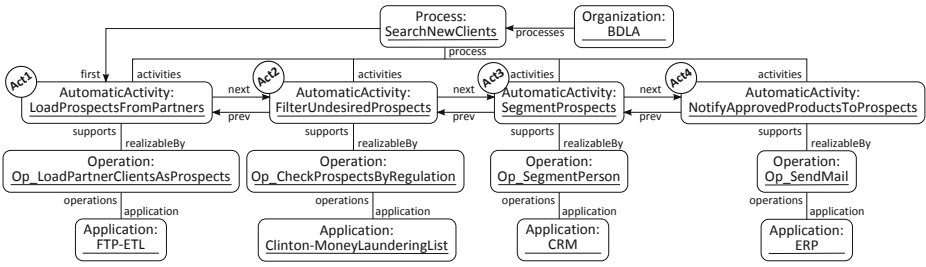 Process:
SearchNewClients
Organization:
BDLA
processes
process
first
activities
activities
activities
activities
Act1
Act2
Act3
Act4
AutomaticActivity:
LoadProspectsFromPartners
next
prev
AutomaticActivity:
FilterUndesiredProspects
next
prev
AutomaticActivity:
SegmentProspects
next
prev
AutomaticActivity:
NotifyApprovedProductsToProspects
supports
realizableBy
supports
realizableBy
supports
realizableBy
supports
realizableBy
Operation:
Op_LoadPartnerClientsAsProspects
Operation:
Op_CheckProspectsByRegulation
Operation:
Op_SegmentPerson
Operation:
Op_SendMail
operations
application
operations
application
operations
application
operations
application
Application:
FTP-ETL
Application:
Clinton-MoneyLaunderingList
Application:
CRM
Application:
ERP